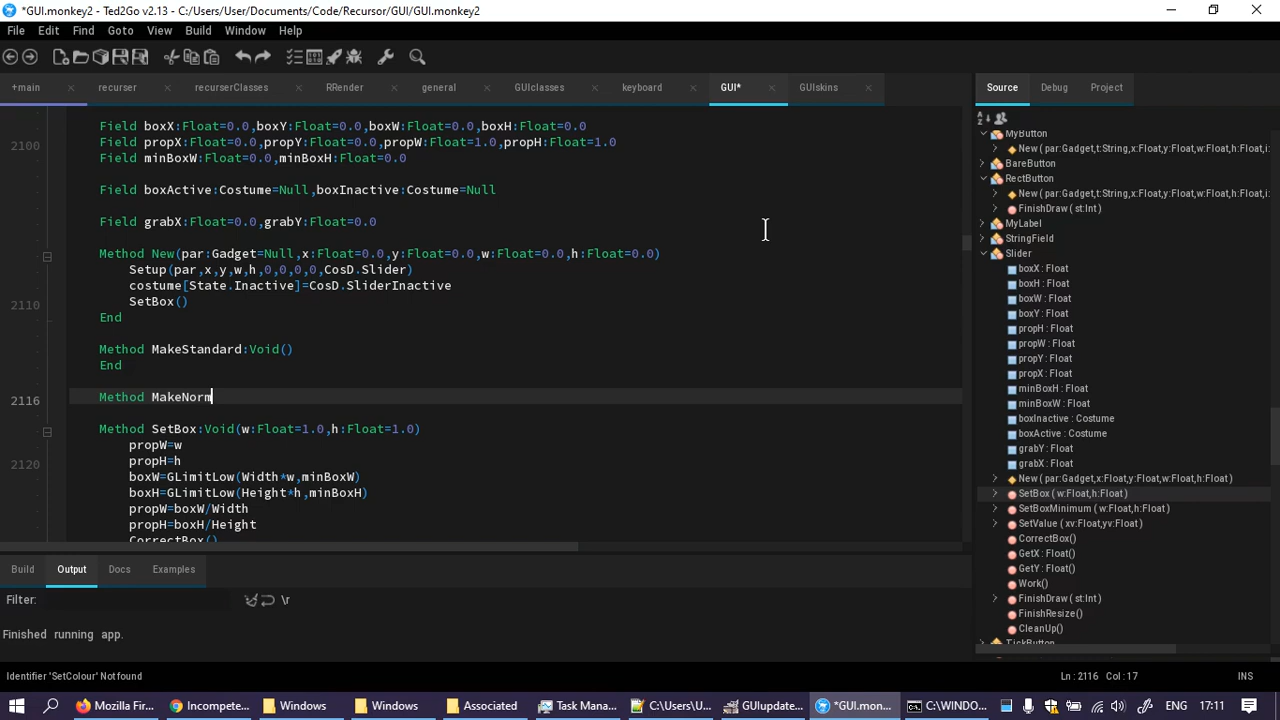 *GUI.monkey2 - Ted2Go v2.13 - C:/Users/User/Documents/Code/Recursor/GUI/GUI.monkey2
File Edit Find Goto View Build Window Help
+main recurser recurserClasses RRender general GUIclasses keyboard GUI* GUIskins Source Debug Project
Field boxX:Float=0.0,boxY:Float=0.0,boxW:Float=0.0,boxH:Float=0.0
2100 Field propX:Float=0.0,propY:Float=0.0,propW:Float=1.0,propH:Float=1.0
Field minBoxW:Float=0.0,minBoxH:Float=0.0
Field boxActive:Costume=Null,boxInactive:Costume=Null
Field grabX:Float=0.0,grabY:Float=0.0
Method New(par:Gadget=Null,x:Float=0.0,y:Float=0.0,w:Float=0.0,h:Float=0.0)
Setup(par,x,y,w,h,0,0,0,0,CosD.Slider)
costume[State.Inactive]=CosD.SliderInactive
2110 SetBox()
End
Method MakeStandard:Void()
End
2116 Method MakeNorm
Method SetBox:Void(w:Float=1.0,h:Float=1.0)
propW=w
2120 propH=h
boxW=GLimitLow(Width*w,minBoxW)
boxH=GLimitLow(Height*h,minBoxH)
propW=boxW/Width
propH=boxH/Height
CorrectBox()
MyButton
New ( par:Gadget,t:String,x:Float,y:Float,w:Float,h:Float,i:
BareButton
RectButton
New ( par:Gadget,t:String,x:Float,y:Float,w:Float,h:Float,i:
FinishDraw ( st:Int )
MyLabel
StringField
Slider
boxX : Float
boxH : Float
boxW : Float
boxY : Float
propH : Float
propW : Float
propY : Float
propX : Float
minBoxH : Float
minBoxW : Float
boxInactive : Costume
boxActive : Costume
grabY : Float
grabX : Float
New ( par:Gadget,x:Float,y:Float,w:Float,h:Float )
SetBox ( w:Float,h:Float )
SetBoxMinimum ( w:Float,h:Float )
SetValue ( xv:Float,yv:Float )
CorrectBox()
GetX : Float()
GetY : Float()
Work()
FinishDraw ( st:Int )
FinishResize()
CleanUp()
TickButton
Build Output Docs Examples
Filter: \r
Finished running app.
Identifier 'SetColour' Notfound Ln : 2116 Col : 17 INS
Mozilla Fir... Incompete... Windows Windows Associated Task Mana... C:\Users\U... GUIupdate... *GUI.monk... C:\WINDO... ENG 17:11